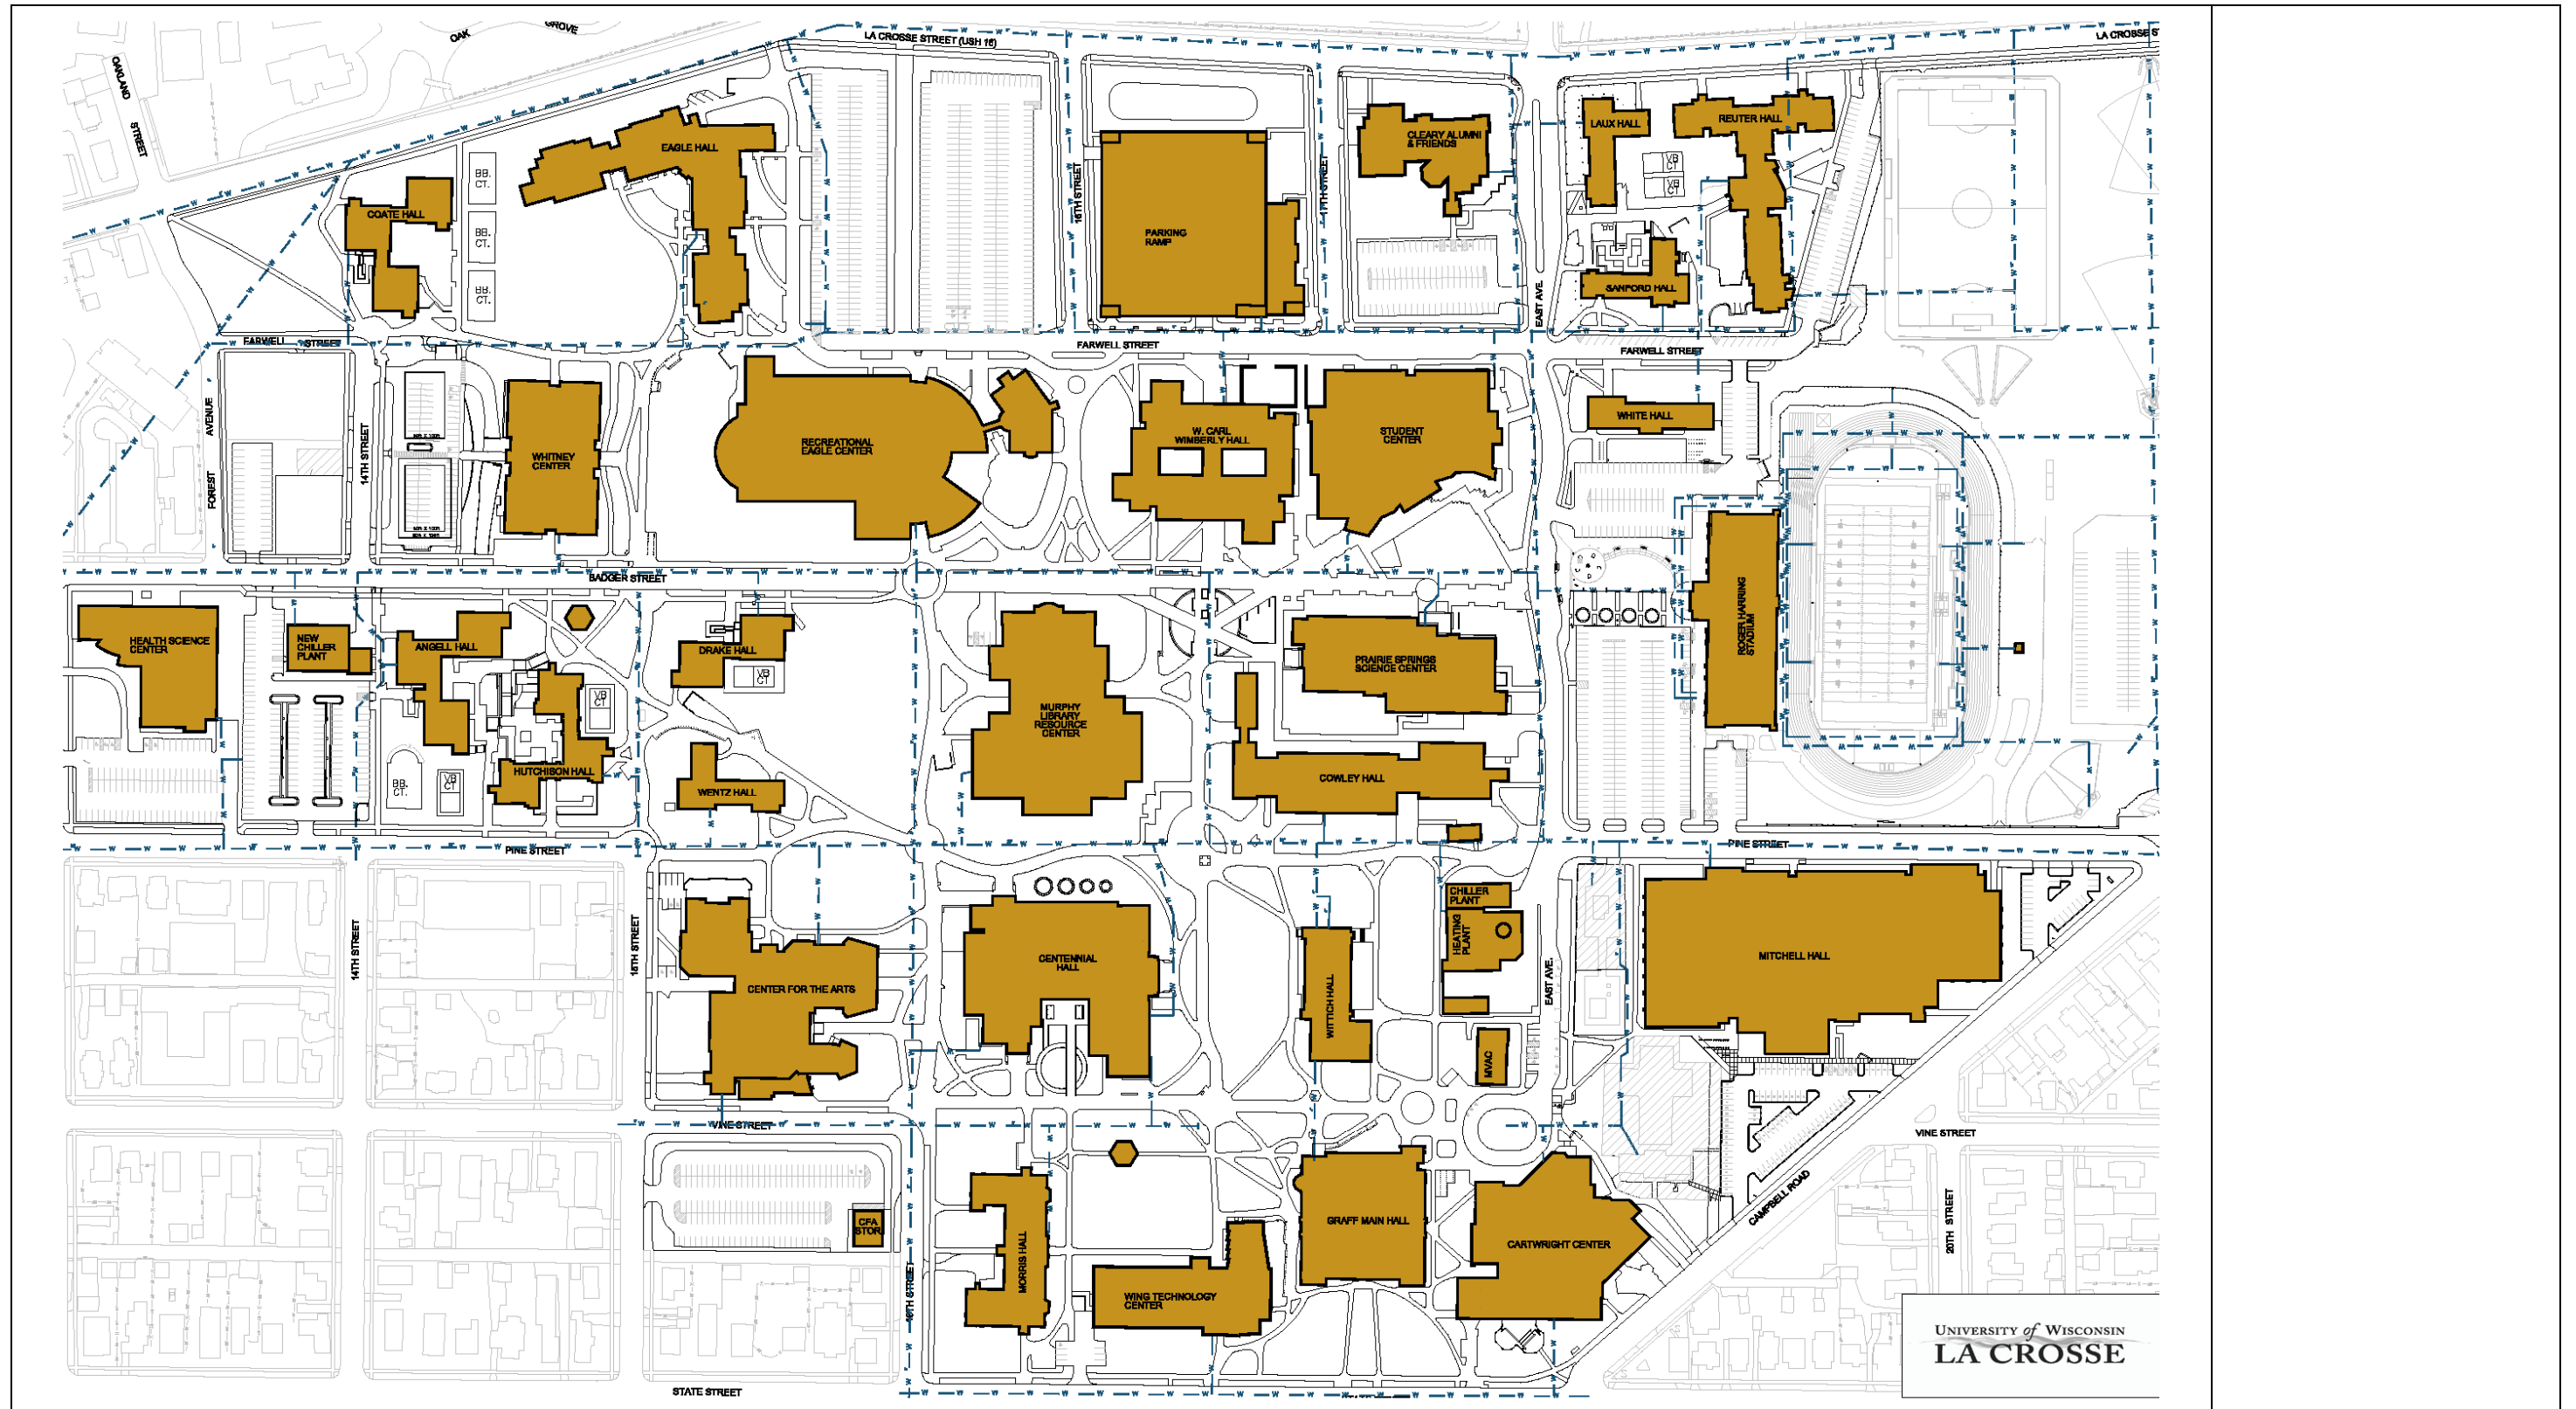 OAK
GROVE
LA CROSSE STREET (USH 16)
LA CROSSE S
OAKLAND
STREET
EAGLE HALL
BB.
CT.
BB.
CT.
BB.
CT.
COATE HALL
16TH STREET
PARKING
RAMP
17TH STREET
CLEARY ALUMNI
& FRIENDS
LAUX HALL
REUTER HALL
VB
CT
VB
CT
SANFORD HALL
EAST AVE.
FARWELL STREET
FARWELL STREET
FARWELL STREET
FOREST AVENUE
14TH STREET
WHITNEY
CENTER
RECREATIONAL
EAGLE CENTER
W. CARL
WIMBERLY HALL
STUDENT
CENTER
WHITE HALL
BADGER STREET
HEALTH SCIENCE
CENTER
NEW
CHILLER
PLANT
ANGELL HALL
VB
CT
HUTCHISON HALL
BB.
CT.
VB
CT
DRAKE HALL
VB
CT
WENTZ HALL
MURPHY
LIBRARY
RESOURCE
CENTER
PRAIRIE SPRINGS
SCIENCE CENTER
COWLEY HALL
ROGER HARRING
STADIUM
PINE STREET
PINE STREET
14TH STREET
15TH STREET
CENTER FOR THE ARTS
CENTENNIAL
HALL
WITTICH HALL
CHILLER
PLANT
HEATING
PLANT
MVAC
EAST AVE.
MITCHELL HALL
VINE STREET
VINE STREET
CFA
STOR
16TH STREET
MORRIS HALL
WING TECHNOLOGY
CENTER
GRAFF MAIN HALL
CARTWRIGHT CENTER
CAMPBELL ROAD
20TH STREET
STATE STREET
UNIVERSITY of WISCONSIN
LA CROSSE